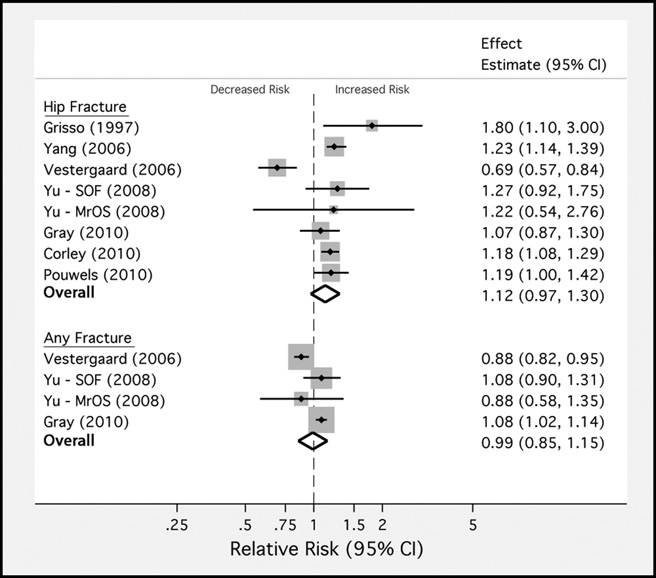 Effect
Estimate (95% CI)
Decreased Risk Increased Risk
Hip Fracture
Grisso (1997) 1.80 (1.10, 3.00)
Yang (2006) 1.23 (1.14, 1.39)
Vestergaard (2006) 0.69 (0.57, 0.84)
Yu - SOF (2008) 1.27 (0.92, 1.75)
Yu - MrOS (2008) 1.22 (0.54, 2.76)
Gray (2010) 1.07 (0.87, 1.30)
Corley (2010) 1.18 (1.08, 1.29)
Pouwels (2010) 1.19 (1.00, 1.42)
Overall 1.12 (0.97, 1.30)
Any Fracture
Vestergaard (2006) 0.88 (0.82, 0.95)
Yu - SOF (2008) 1.08 (0.90, 1.31)
Yu - MrOS (2008) 0.88 (0.58, 1.35)
Gray (2010) 1.08 (1.02, 1.14)
Overall 0.99 (0.85, 1.15)
.25 .5 .75 1 1.5 2 5
Relative Risk (95% CI)